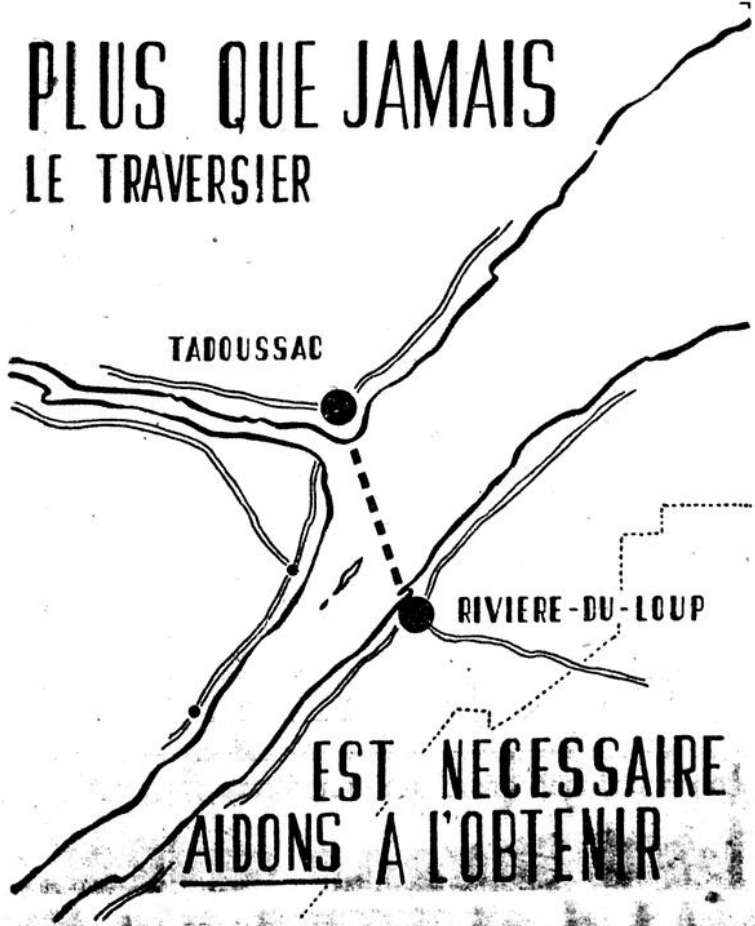 PLUS QUE JAMAIS
LE TRAVERSIER
TADOUSSAC
RIVIERE-DU-LOUP
EST NECESSAIRE
AIDONS A L'OBTENIR